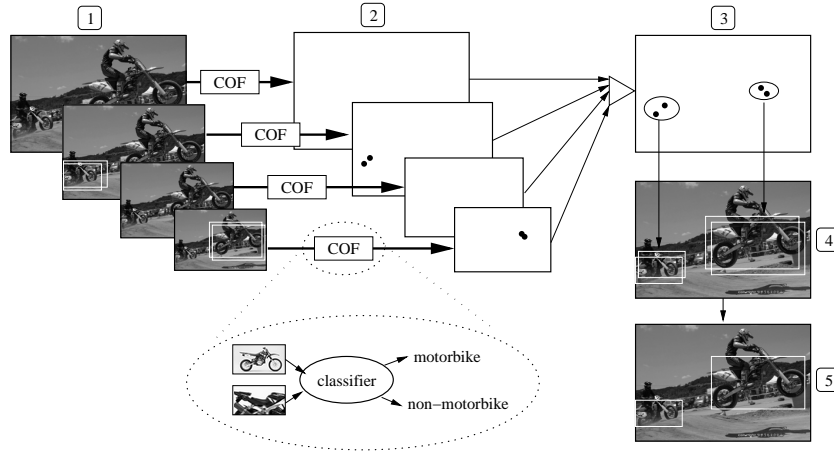 1
2
3
COF
COF
COF
COF
4
motorbike
classifier
non−motorbike
5